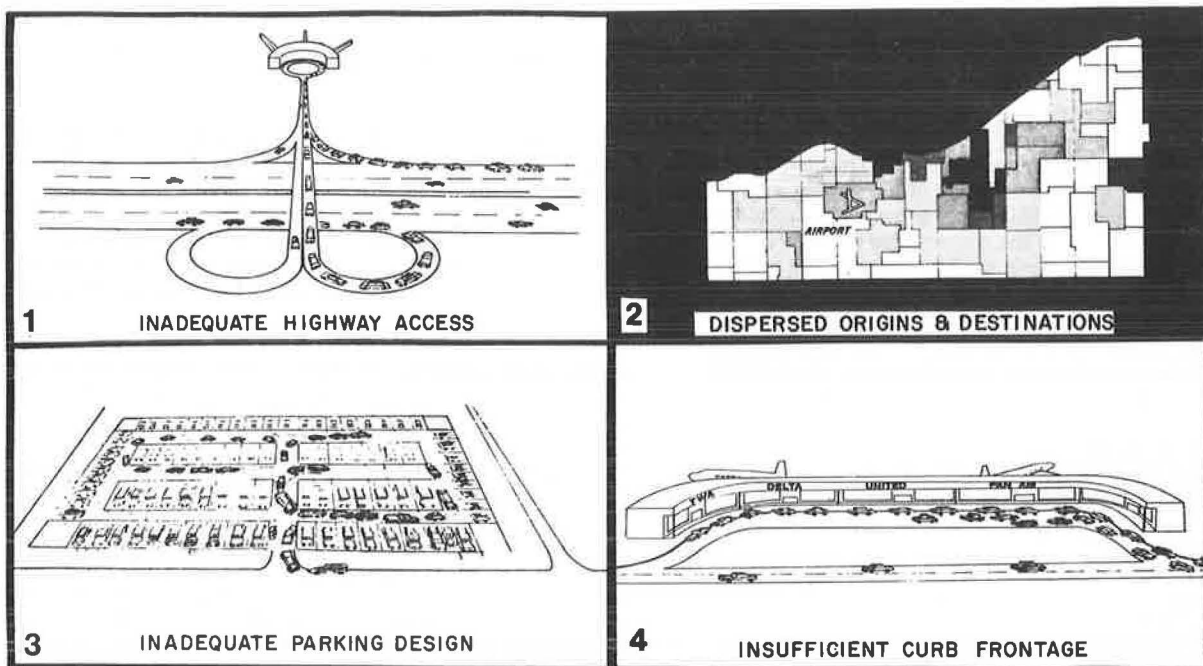 1
INADEQUATE HIGHWAY ACCESS
AIRPORT
2
DISPERSED ORIGINS & DESTINATIONS
3
INADEQUATE PARKING DESIGN
TWA
DELTA
UNITED
PAN AM
4
INSUFFICIENT CURB FRONTAGE